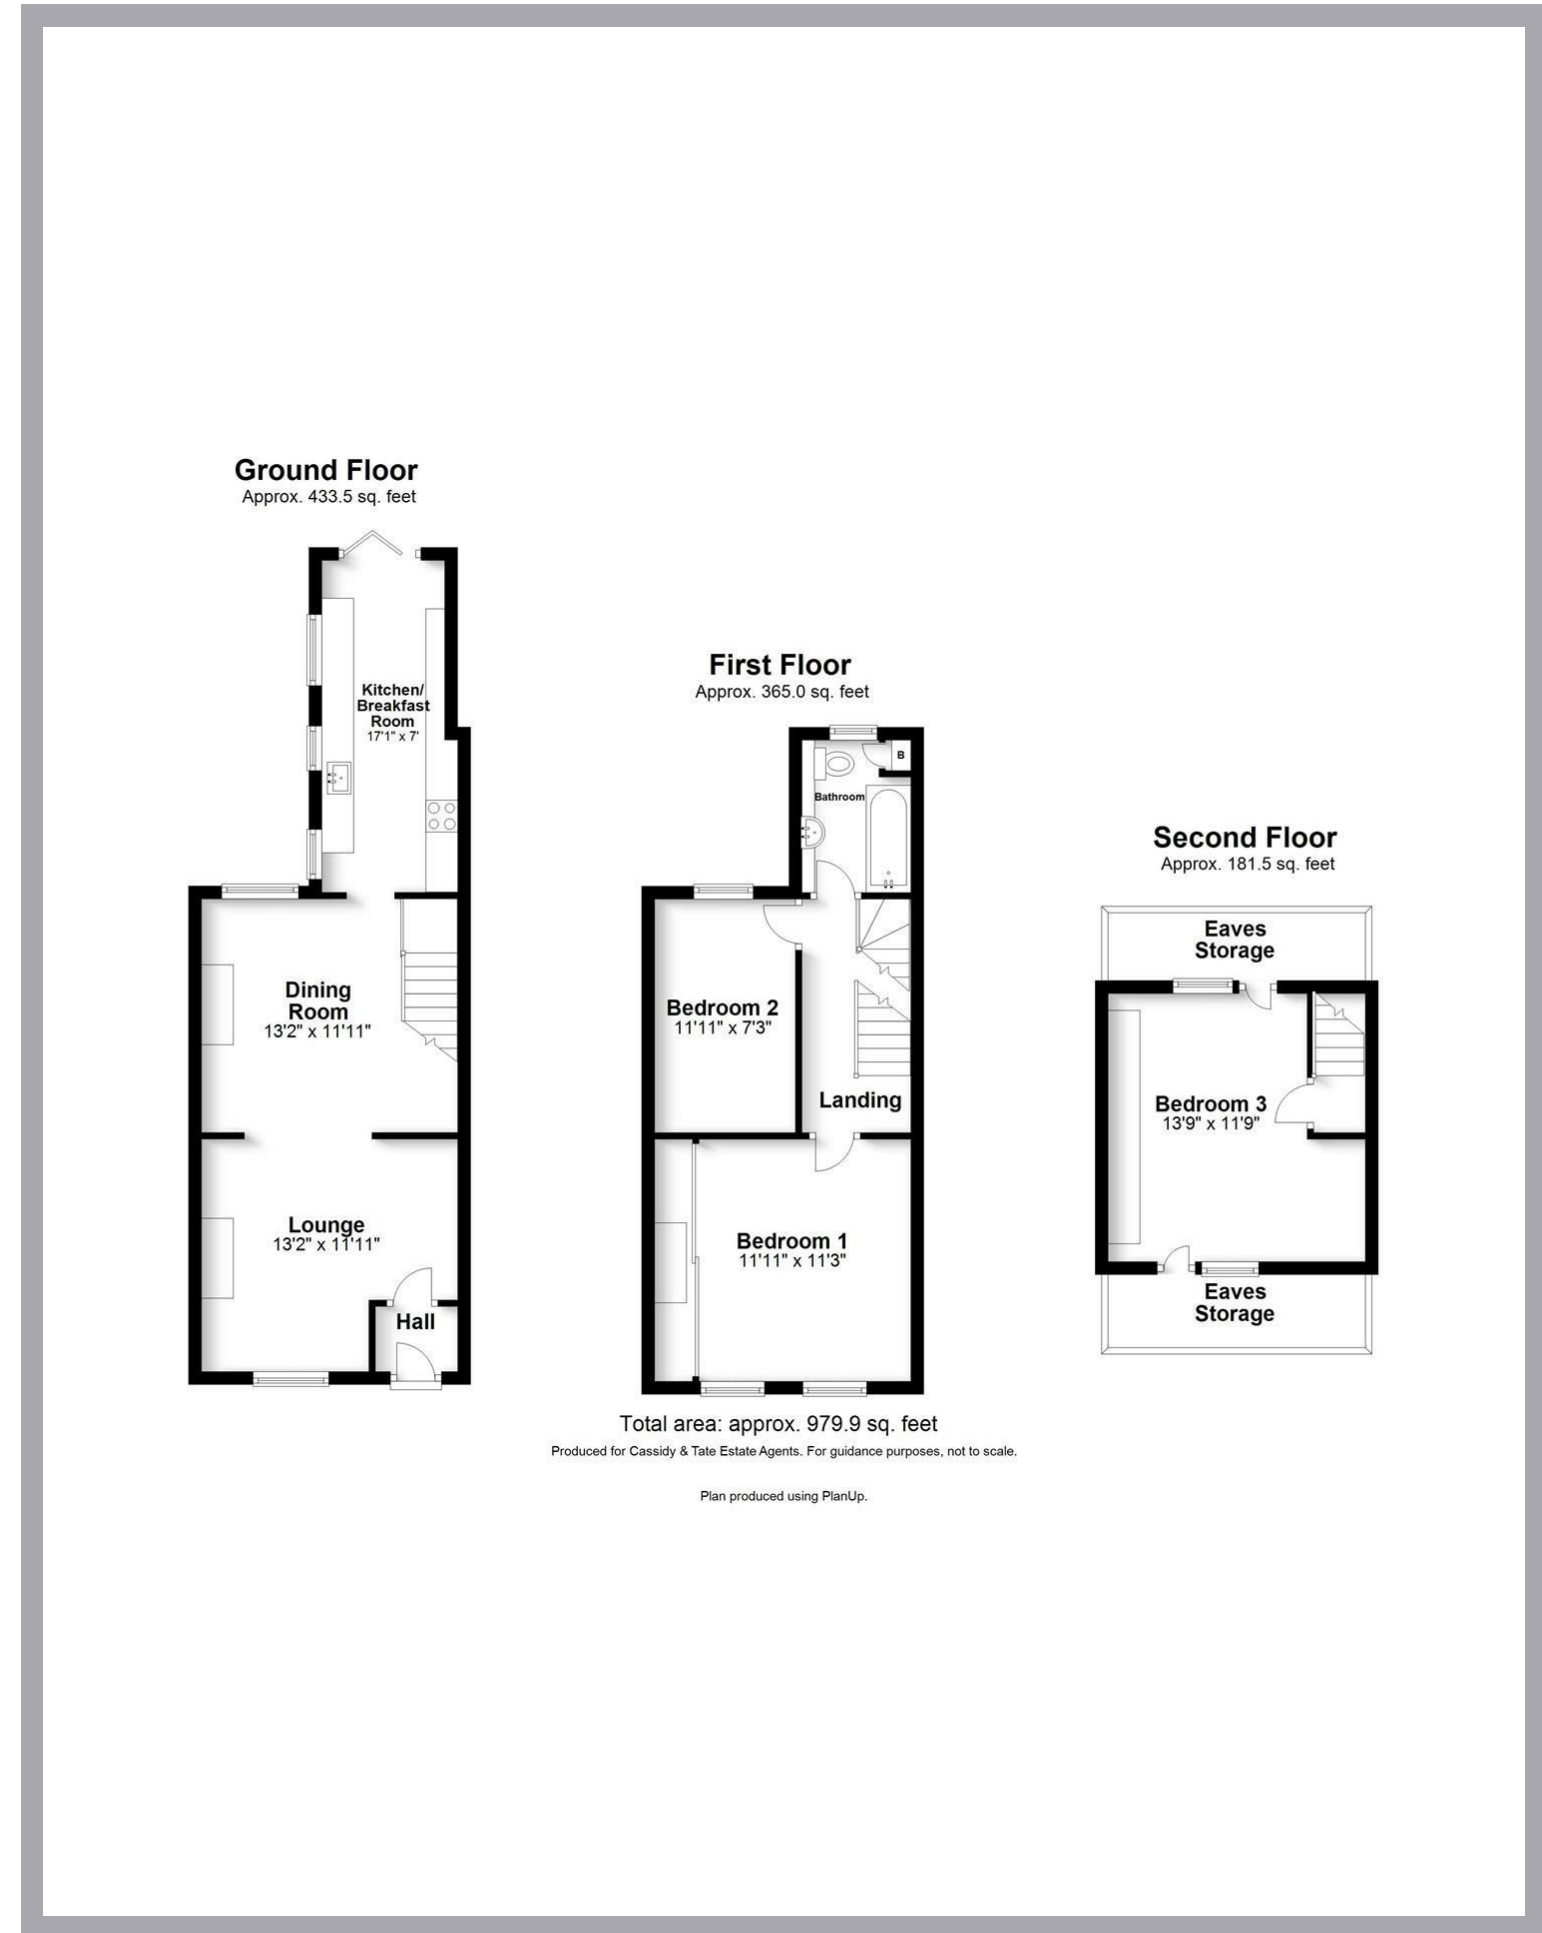 Ground Floor
Approx. 433.5 sq. feet
Kitchen/
Breakfast
Room
17'1" x 7'
Dining
Room
13'2" x 11'11"
Lounge
13'2" x 11'11"
Hall
First Floor
Approx. 365.0 sq. feet
B
Bathroom
Bedroom 2
11'11" x 7'3"
Landing
Bedroom 1
11'11" x 11'3"
Second Floor
Approx. 181.5 sq. feet
Eaves
Storage
Bedroom 3
13'9" x 11'9"
Eaves
Storage
Total area: approx. 979.9 sq. feet
Produced for Cassidy & Tate Estate Agents. For guidance purposes, not to scale.
Plan produced using PlanUp.